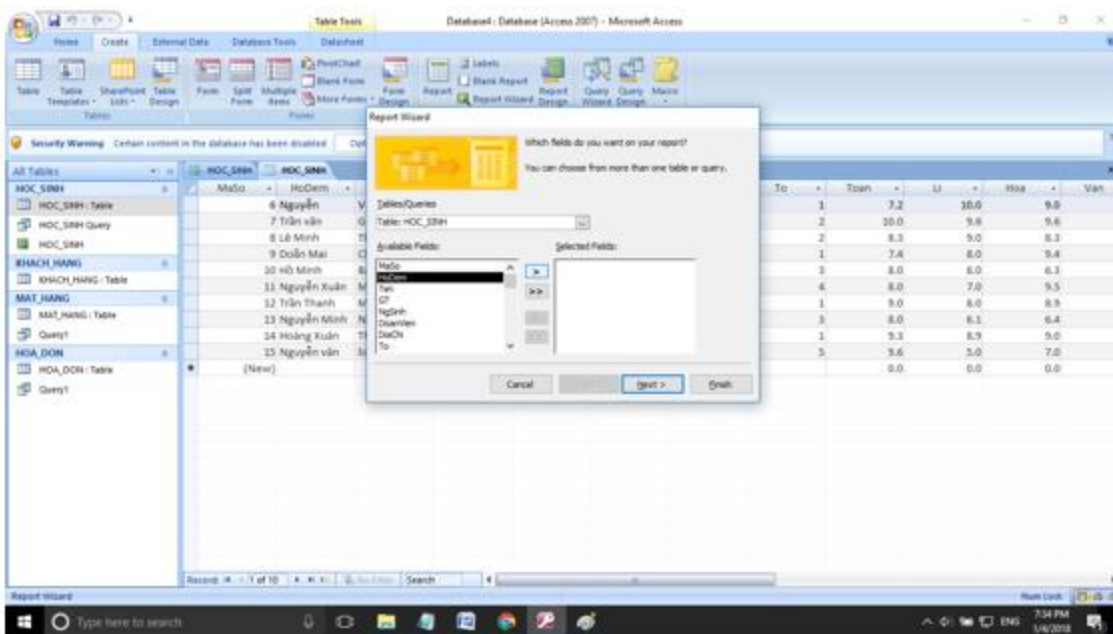 Table Tools
Database4 : Database (Access 2007) - Microsoft Access
Home Create External Data Database Tools Datasheet
Table
Table Templates
SharePoint Lists
Table Design
Tables
Form
Split Form
Multiple Items
PivotChart
Blank Form
More Forms
Form Design
Forms
Report
Labels
Blank Report
Report Wizard
Report Design
Query Wizard
Query Design
Macro
Security Warning Certain content in the database has been disabled
All Tables
HOC_SINH
HOC_SINH : Table
HOC_SINH Query
HOC_SINH
KHACH_HANG
KHACH_HANG : Table
MAT_HANG
MAT_HANG : Table
Query1
HOA_DON
HOA_DON : Table
Query1
HOC_SINH HOC_SINH
MaSo HoDem To Toan Li Hoa Van
6 Nguyễn 1 7.2 10.0 9.0
7 Trần văn 2 10.0 9.6 9.6
8 Lê Minh 2 8.3 9.0 8.3
9 Doãn Mai 1 7.4 8.0 9.4
10 Hồ Minh 3 8.0 8.0 6.3
11 Nguyễn Xuân 4 8.0 7.0 9.5
12 Trần Thanh 1 9.0 8.0 8.9
13 Nguyễn Minh 3 8.0 6.1 6.4
14 Hoàng Xuân 1 9.3 8.9 9.0
15 Nguyễn văn 5 9.6 5.0 7.0
(New) 0.0 0.0 0.0
Report Wizard
Which fields do you want on your report?
You can choose from more than one table or query.
Tables/Queries
Table: HOC_SINH
Available Fields:
Selected Fields:
MaSo
HoDem
Ten
GT
NgSinh
DoanVien
DiaChi
To
>
>>
Cancel
Next >
Finish
Record: 1 of 10 No Filter Search
Report Wizard
Num Lock
Type here to search
ENG
7:34 PM
1/4/2018